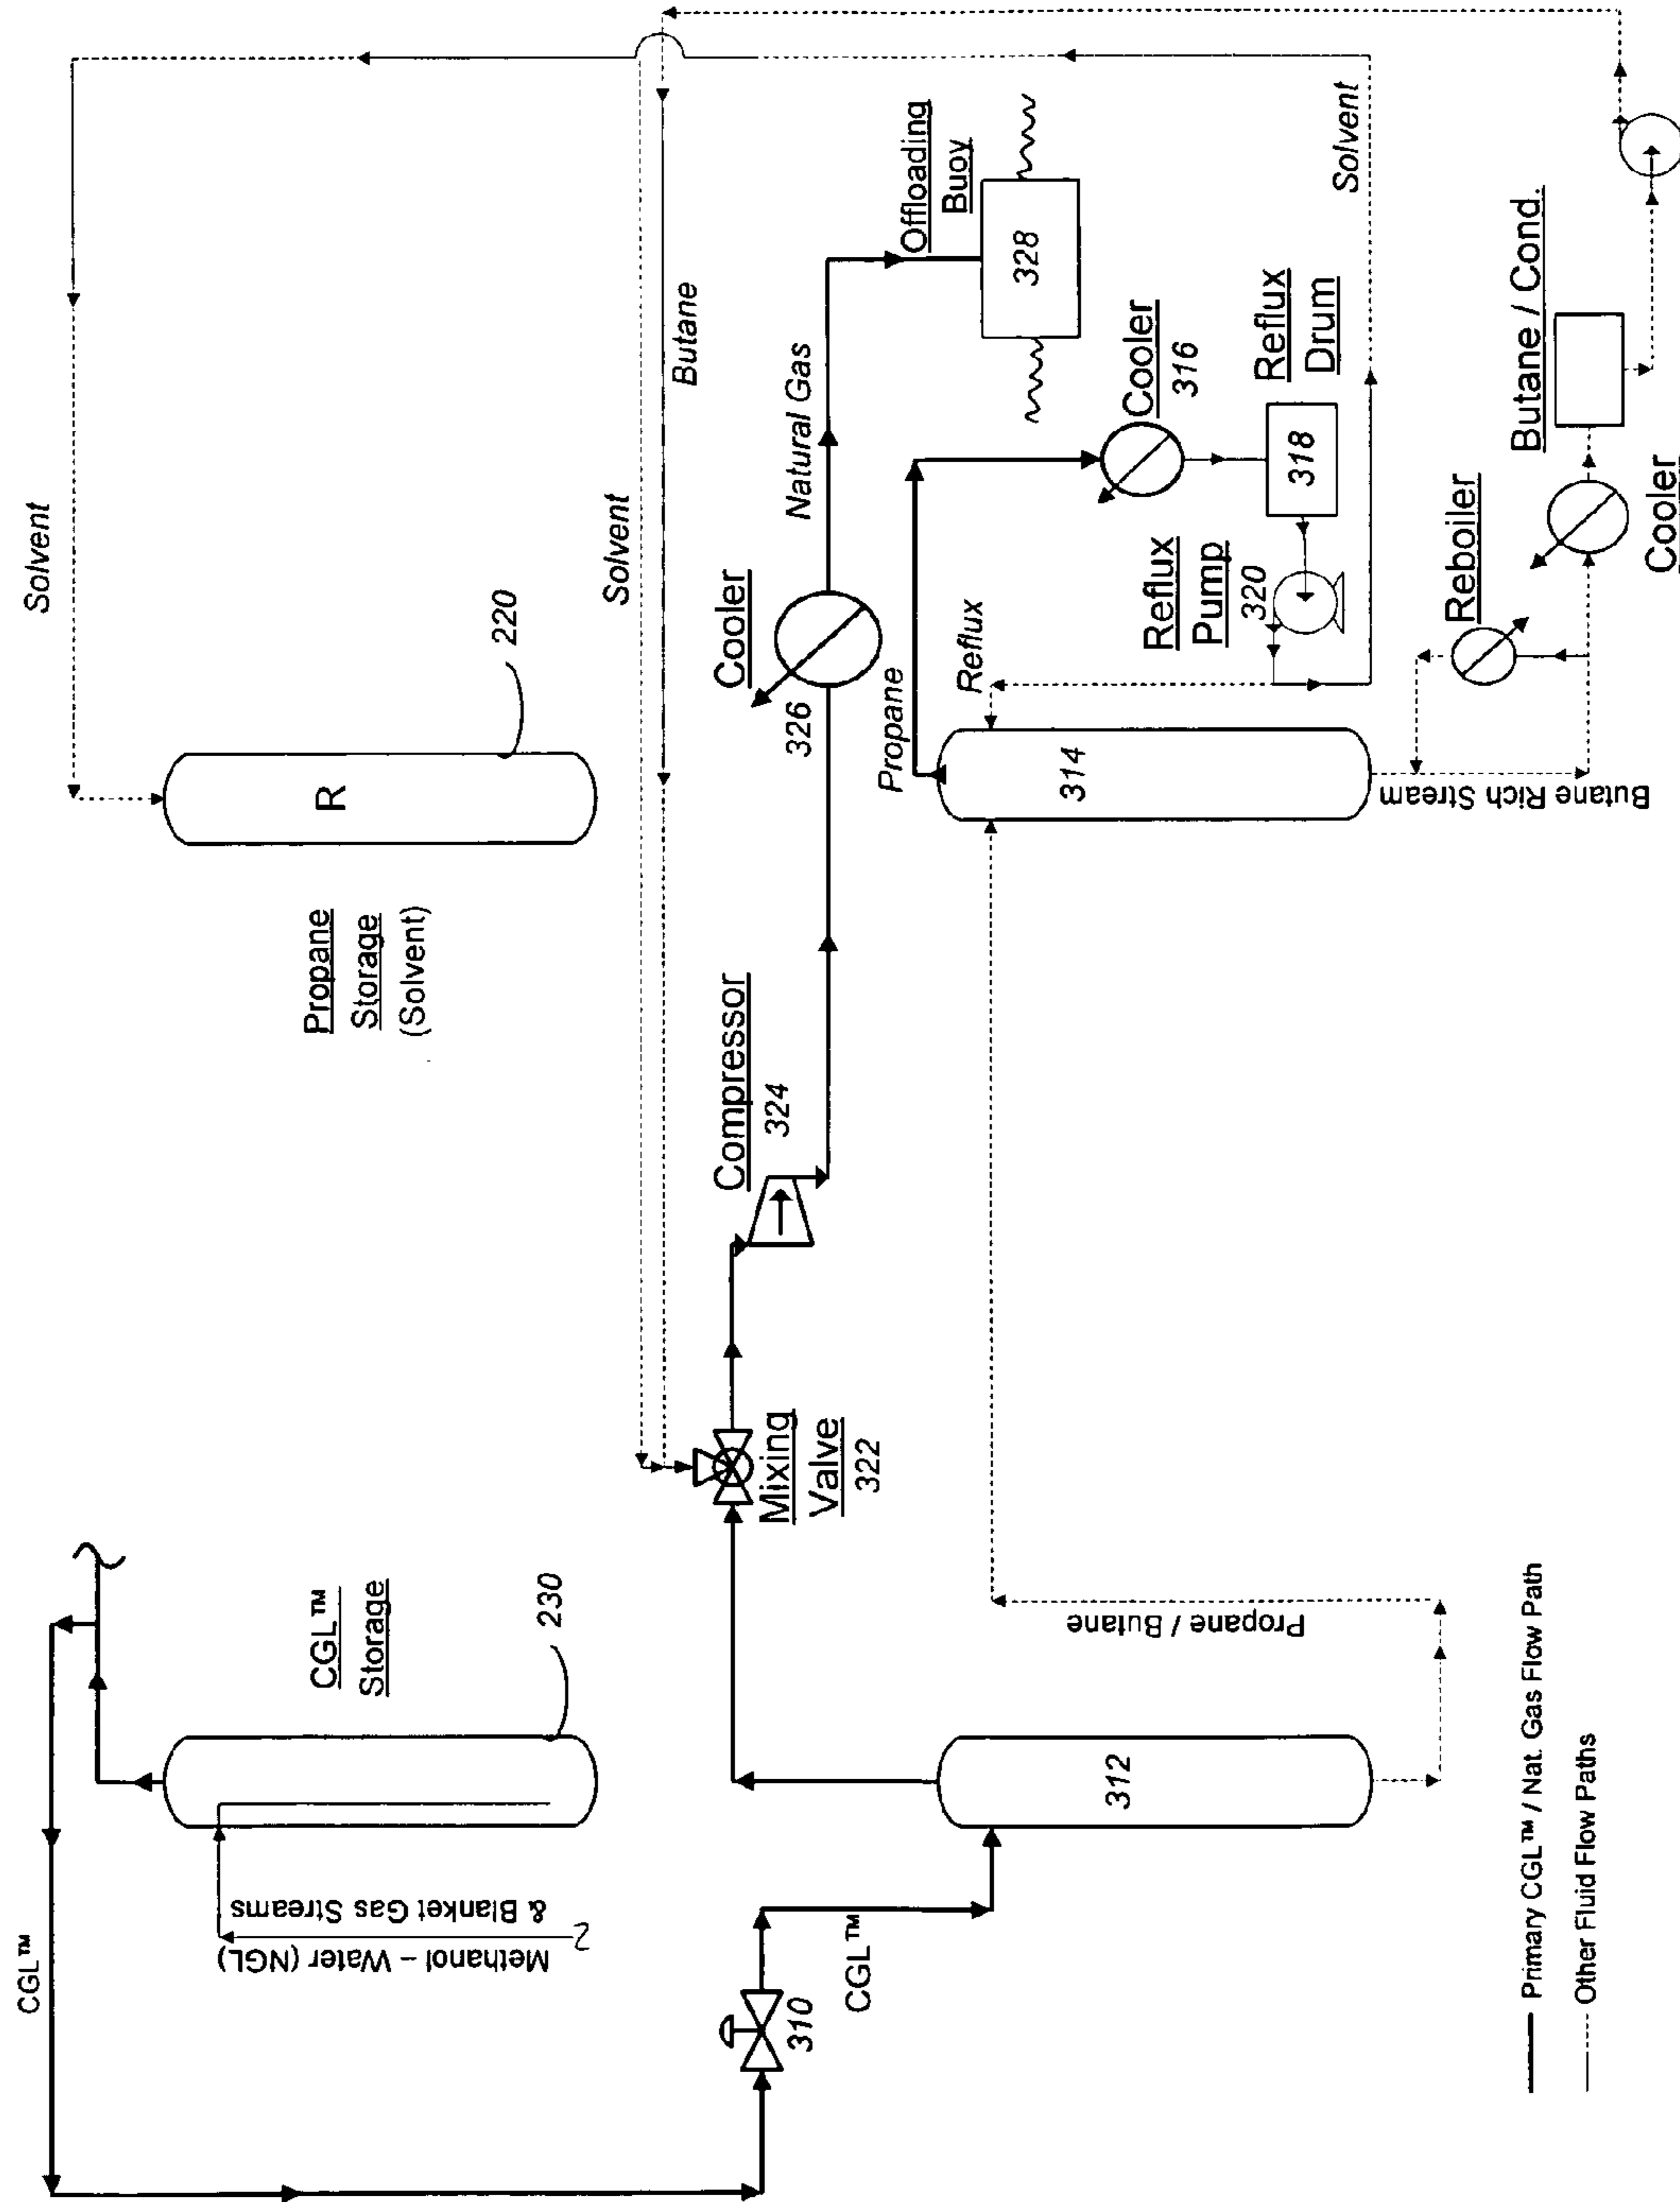 Solvent
220
R
Propane
Storage
(Solvent)
CGL™
Storage
230
CGL™
Methanol – Water (NGL)
& Blanket Gas Streams
Solvent
Butane
Offloading
Buoy
328
Natural Gas
Cooler
326
Compressor
324
Mixing
Valve
322
310
CGL™
312
Propane / Butane
Propane
Reflux
314
Cooler
316
Reflux
Drum
318
Reflux
Pump
320
Solvent
Butane Rich Stream
Reboiler
Cooler
Butane / Cond.
Primary CGL™ / Nat. Gas Flow Path
Other Fluid Flow Paths